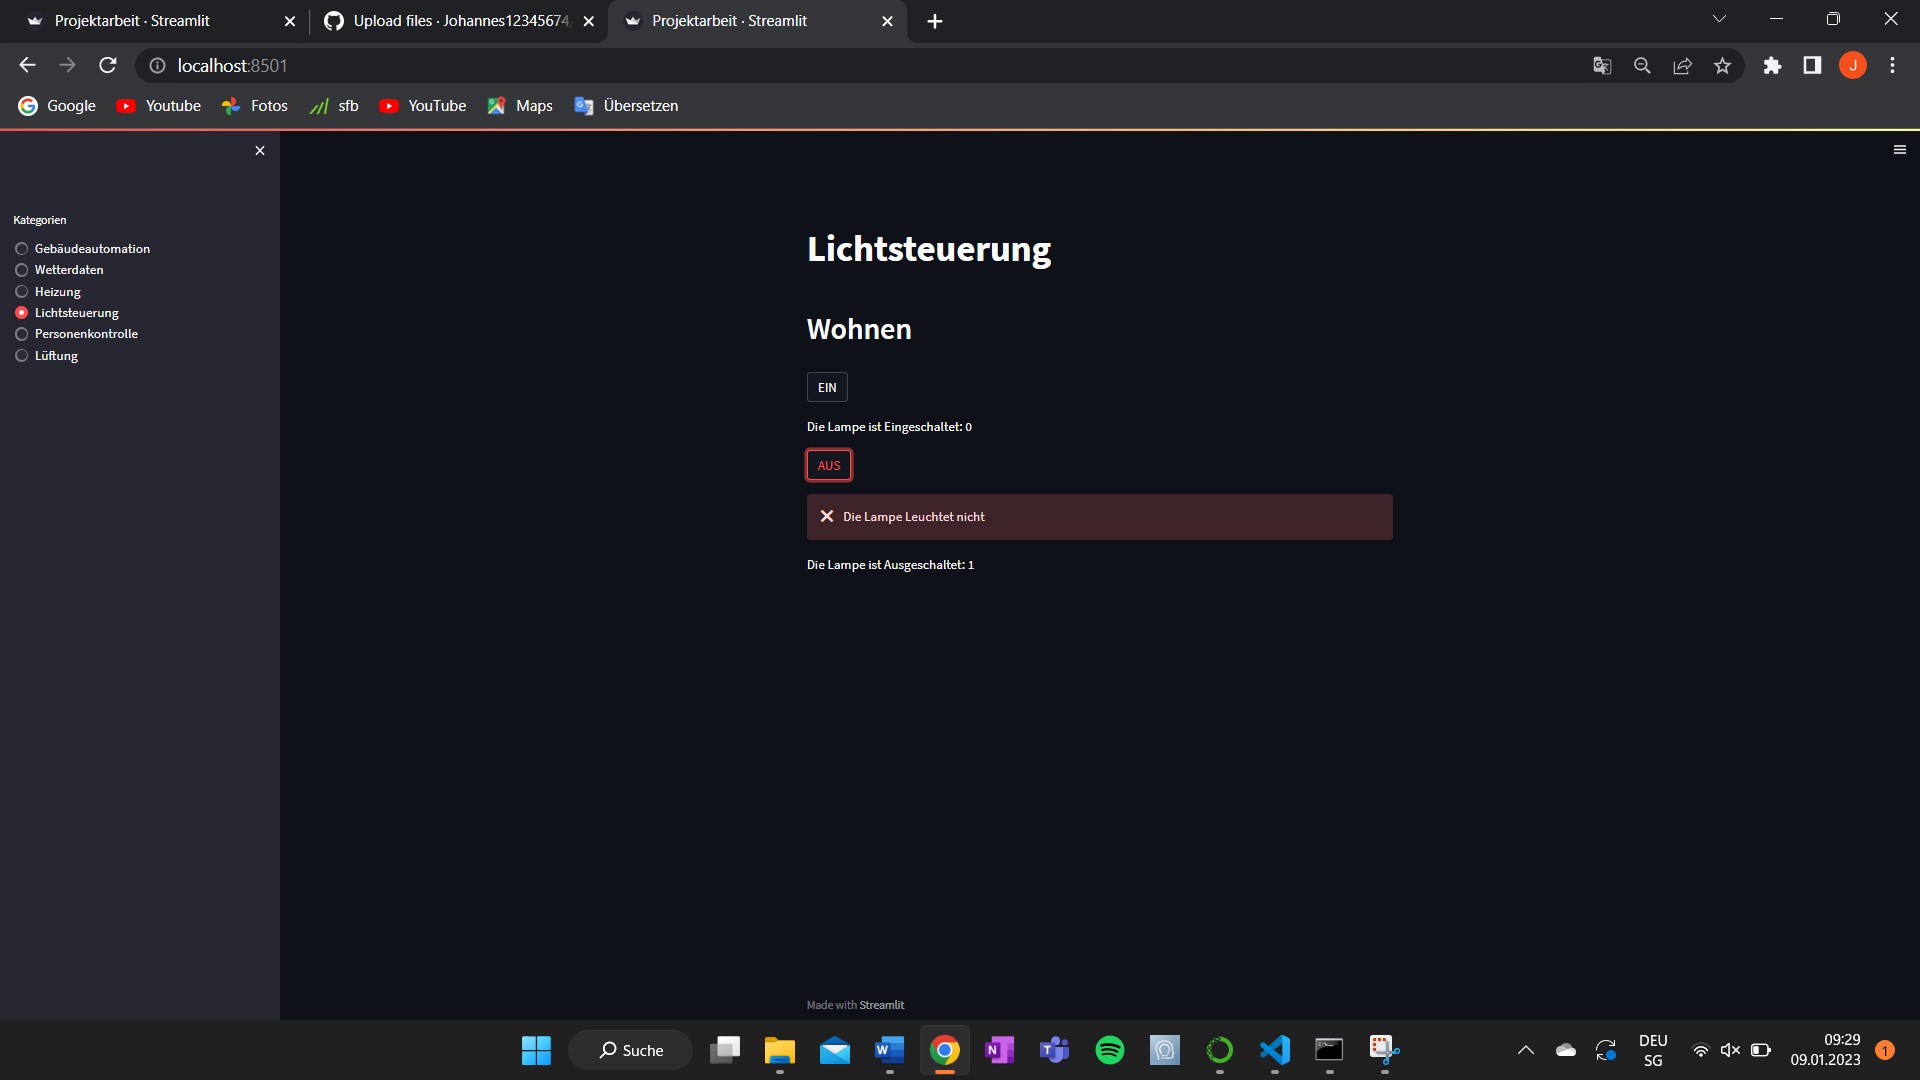 Projektarbeit · Streamlit
Upload files · Johannes12345674
Projektarbeit · Streamlit
localhost:8501
J
Google
Youtube
Fotos
sfb
YouTube
Maps
Übersetzen
Kategorien
Gebäudeautomation
Wetterdaten
Heizung
Lichtsteuerung
Personenkontrolle
Lüftung
Lichtsteuerung
Wohnen
EIN
Die Lampe ist Eingeschaltet: 0
AUS
Die Lampe Leuchtet nicht
Die Lampe ist Ausgeschaltet: 1
Made with Streamlit
Suche
DEU
SG
09:29
09.01.2023
1